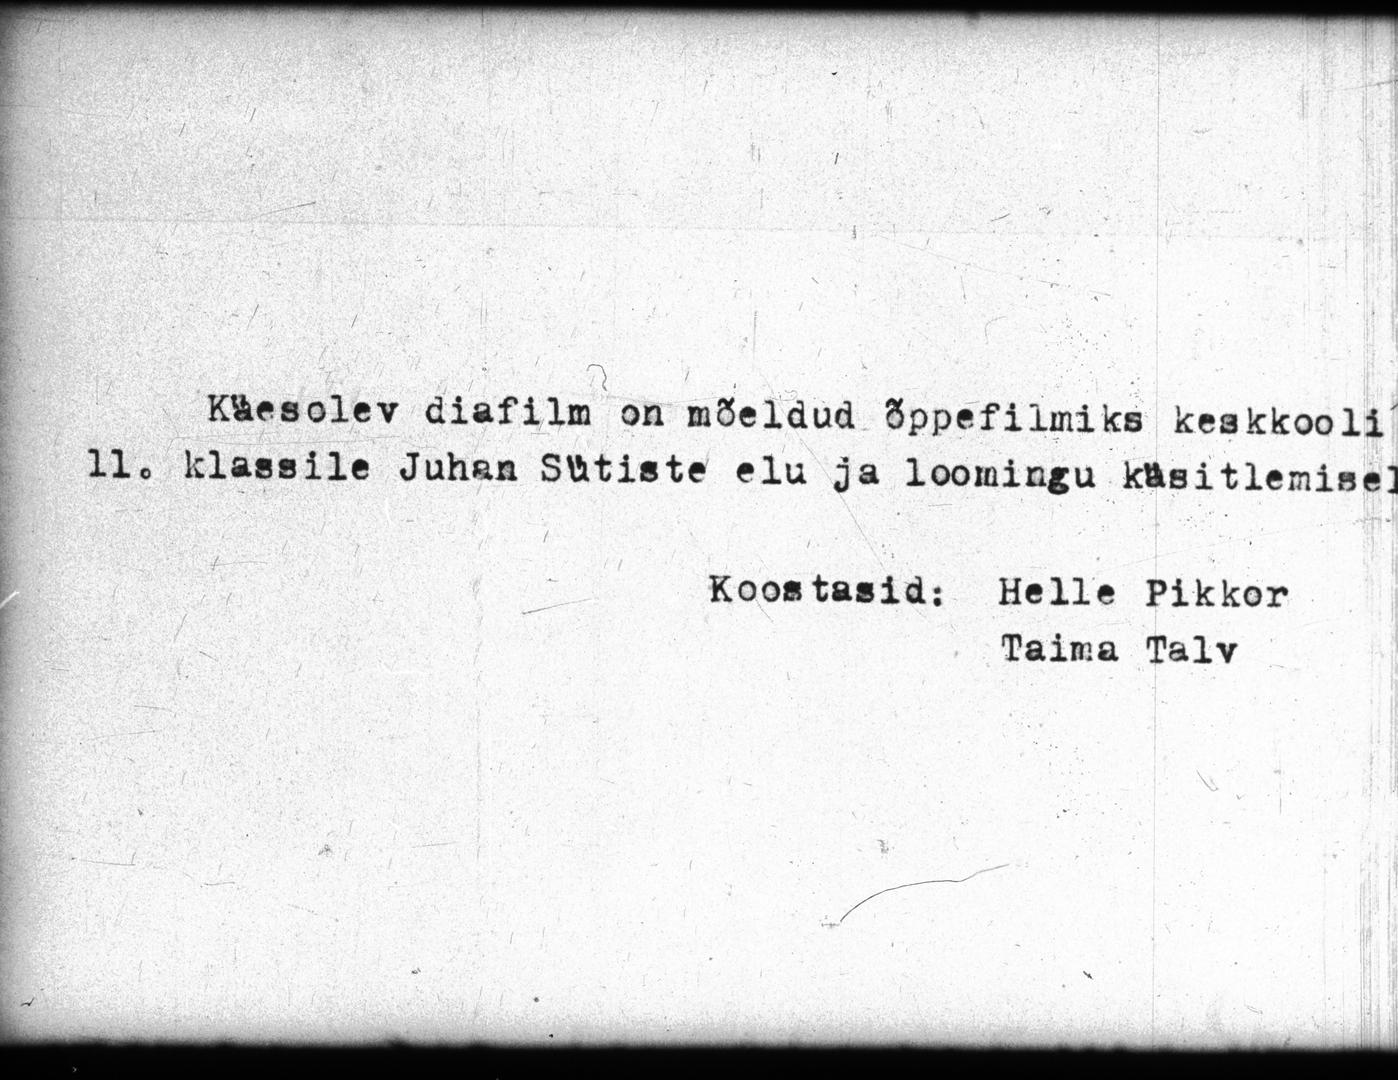 Käesolev diafilm on mõeldud õppefilmiks keskkooli
11. klassile Juhan Sütiste elu ja loomingu käsitlemisel
Koostasid: Helle Pikkor
Taima Talv